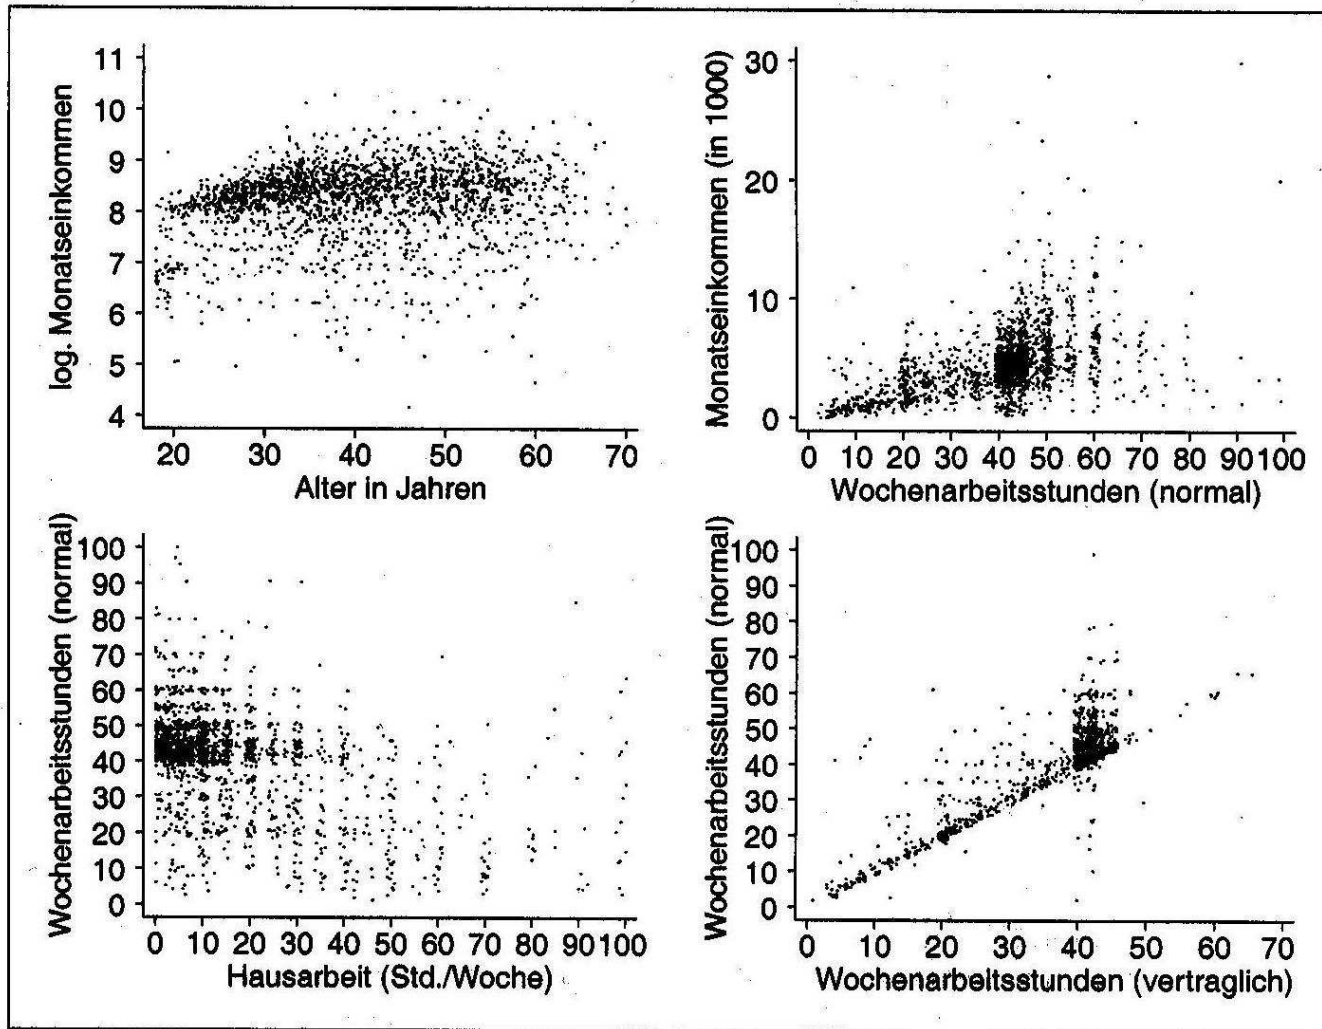 11
10
9
8
7
6
5
4
log. Monatseinkommen
20 30 40 50 60 70
Alter in Jahren
30
20
10
0
Monatseinkommen (in 1000)
0 10 20 30 40 50 60 70 80 90 100
Wochenarbeitsstunden (normal)
100
90
80
70
60
50
40
30
20
10
0
Wochenarbeitsstunden (normal)
0 10 20 30 40 50 60 70 80 90 100
Hausarbeit (Std./Woche)
100
90
80
70
60
50
40
30
20
10
0
Wochenarbeitsstunden (normal)
0 10 20 30 40 50 60 70
Wochenarbeitsstunden (vertraglich)